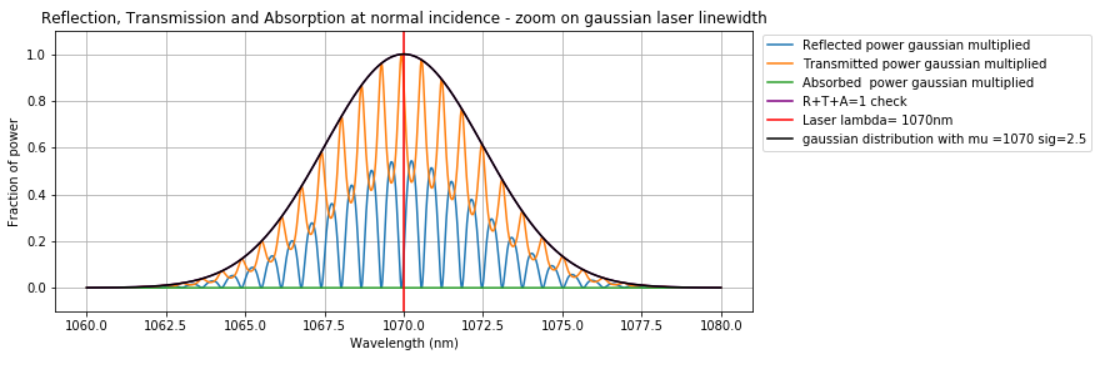 Reflection, Transmission and Absorption at normal incidence - zoom on gaussian laser linewidth
Fraction of power
1.0
0.8
0.6
0.4
0.2
0.0
1060.0 1062.5 1065.0 1067.5 1070.0 1072.5 1075.0 1077.5 1080.0
Wavelength (nm)
Reflected power gaussian multiplied
Transmitted power gaussian multiplied
Absorbed  power gaussian multiplied
R+T+A=1 check
Laser lambda= 1070nm
gaussian distribution with mu =1070 sig=2.5